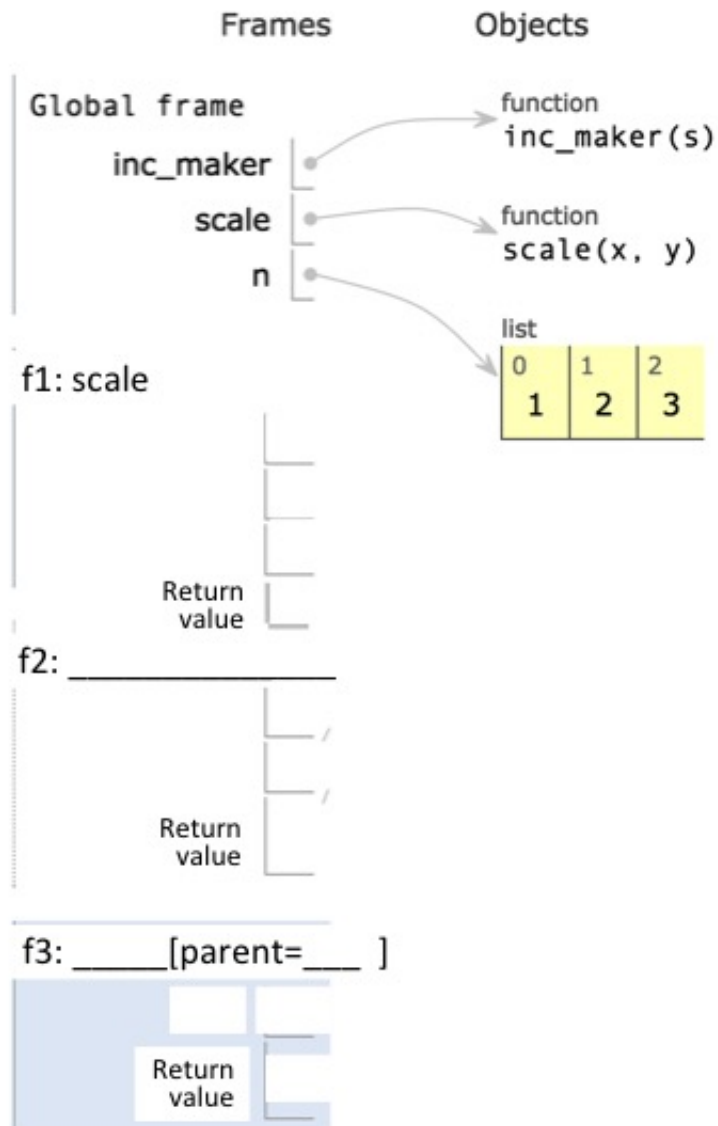 Frames Objects
Global frame
function
inc_maker(s)
inc_maker
scale
function
scale(x, y)
n
list
0 1 2
1 2 3
f1: scale
Return
value
f2: _______________
Return
value
f3: _____[parent=___ ]
Return
value